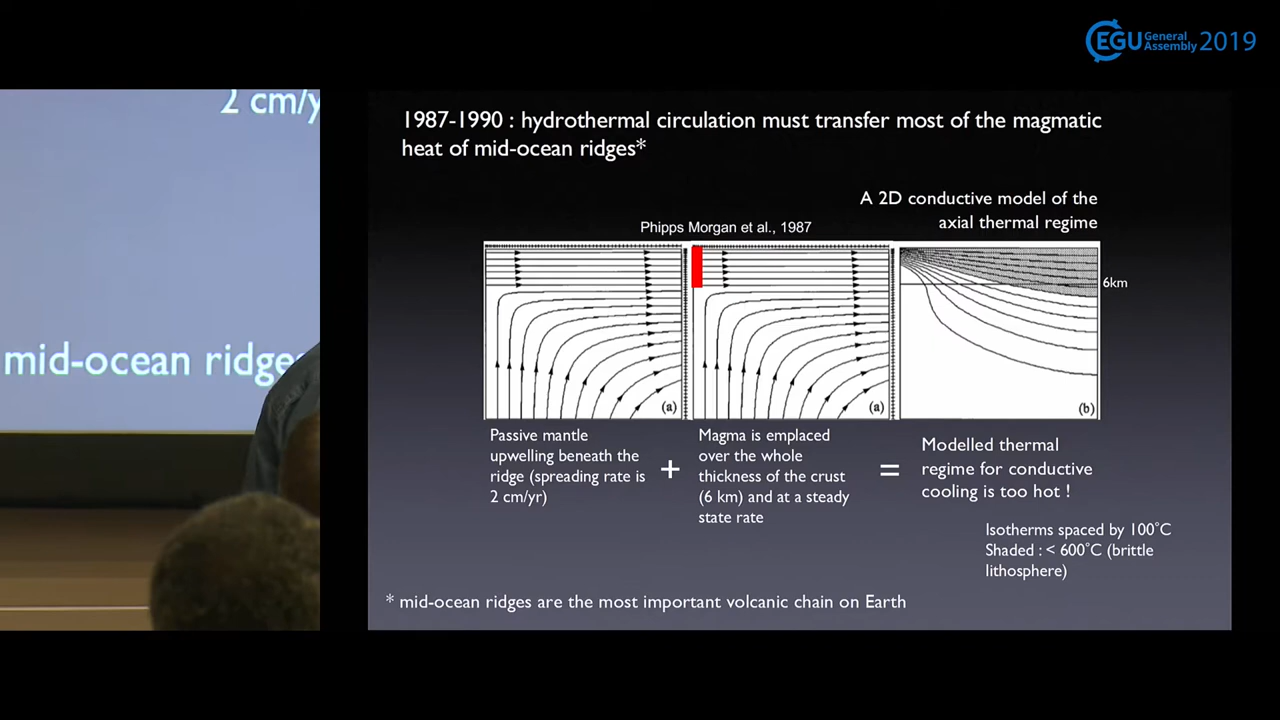 EGU General Assembly 2019
2 cm/y
mid-ocean ridges
1987-1990 : hydrothermal circulation must transfer most of the magmatic
heat of mid-ocean ridges*
A 2D conductive model of the
axial thermal regime
Phipps Morgan et al., 1987
6km
(a)
(a)
(b)
Passive mantle
upwelling beneath the
ridge (spreading rate is
2 cm/yr)
+
Magma is emplaced
over the whole
thickness of the crust
(6 km) and at a steady
state rate
=
Modelled thermal
regime for conductive
cooling is too hot !
Isotherms spaced by 100°C
Shaded : < 600°C (brittle
lithosphere)
* mid-ocean ridges are the most important volcanic chain on Earth